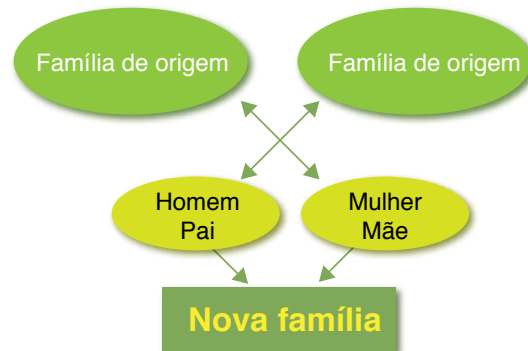 Família de origem
Família de origem
Homem
Pai
Mulher
Mãe
Nova família